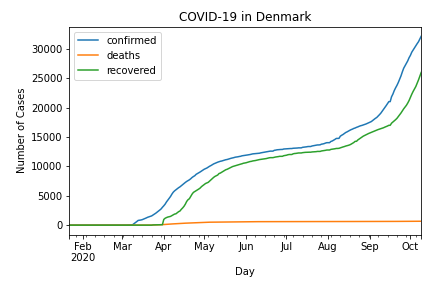 COVID-19 in Denmark
confirmed
deaths
recovered
Number of Cases
30000
25000
20000
15000
10000
5000
0
Feb Mar Apr May Jun Jul Aug Sep Oct
2020
Day